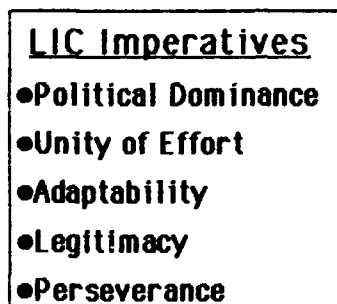 LIC Imperatives
●Political Dominance
●Unity of Effort
●Adaptability
●Legitimacy
●Perseverance